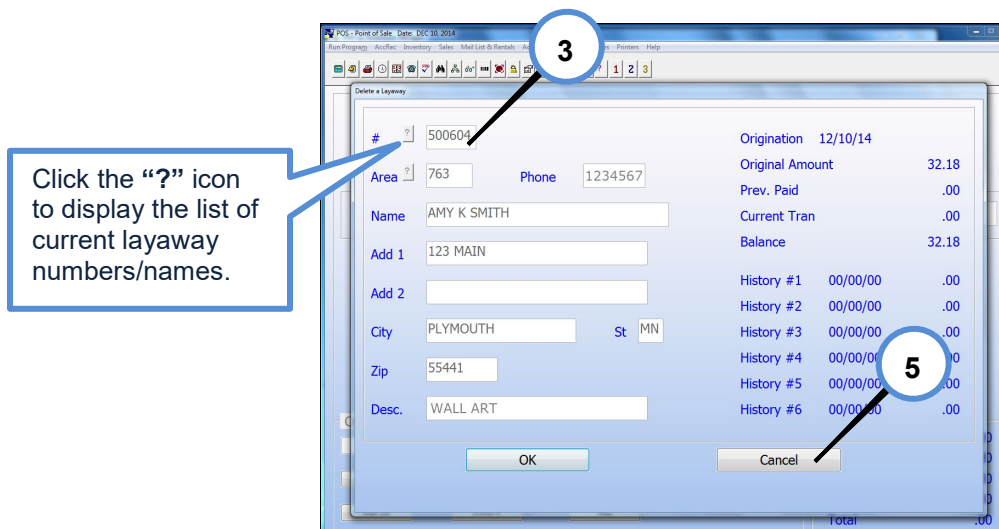 POS - Point of Sale Date: DEC 10, 2014
Run Program AccRec Inventory Sales Mail List & Rentals Printers Help
3
? 1 2 3
Delete a Layaway
# ? 500604 Origination 12/10/14
Original Amount 32.18
Area ? 763 Phone 1234567
Prev. Paid .00
Name AMY K SMITH Current Tran .00
Balance 32.18
Add 1 123 MAIN
History #1 00/00/00 .00
Add 2
History #2 00/00/00 .00
City PLYMOUTH St MN History #3 00/00/00 .00
History #4 00/00/
Zip 55441
5
History #5 00/00/00 .00
Desc. WALL ART History #6 00/00/00 .00
OK Cancel
Total .00
Click the “?” icon
to display the list of
current layaway
numbers/names.